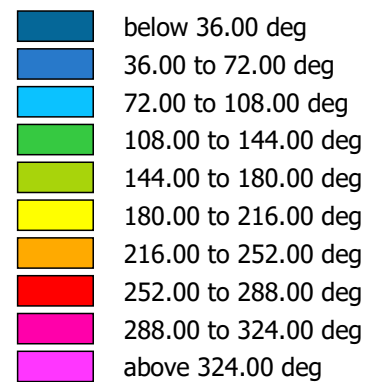 below 36.00 deg
36.00 to 72.00 deg
72.00 to 108.00 deg
108.00 to 144.00 deg
144.00 to 180.00 deg
180.00 to 216.00 deg
216.00 to 252.00 deg
252.00 to 288.00 deg
288.00 to 324.00 deg
above 324.00 deg